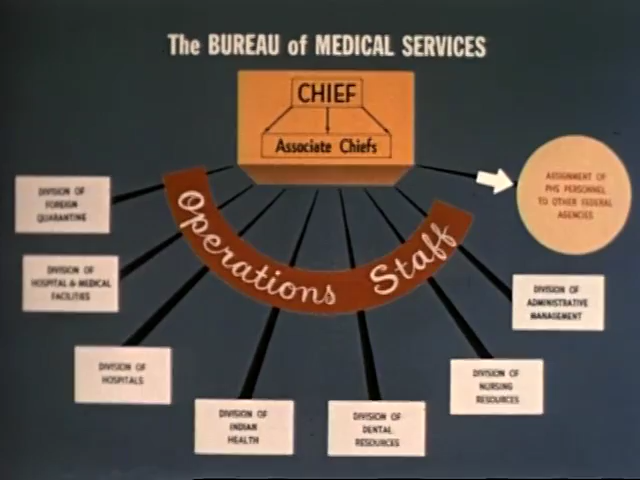 The BUREAU of MEDICAL SERVICES
CHIEF
Associate Chiefs
Operations Staff
DIVISION OF
FOREIGN
QUARANTINE
DIVISION OF
HOSPITAL & MEDICAL
FACILITIES
DIVISION OF
HOSPITALS
DIVISION OF
INDIAN
HEALTH
DIVISION OF
DENTAL
RESOURCES
DIVISION OF
NURSING
RESOURCES
DIVISION OF
ADMINISTRATIVE
MANAGEMENT
ASSIGNMENT OF
PHS PERSONNEL
TO OTHER FEDERAL
AGENCIES